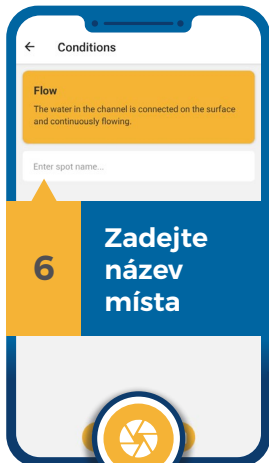 Conditions
Flow
The water in the channel is connected on the surface
and continuously flowing.
Enter spot name...
6
Zadejte
název
místa